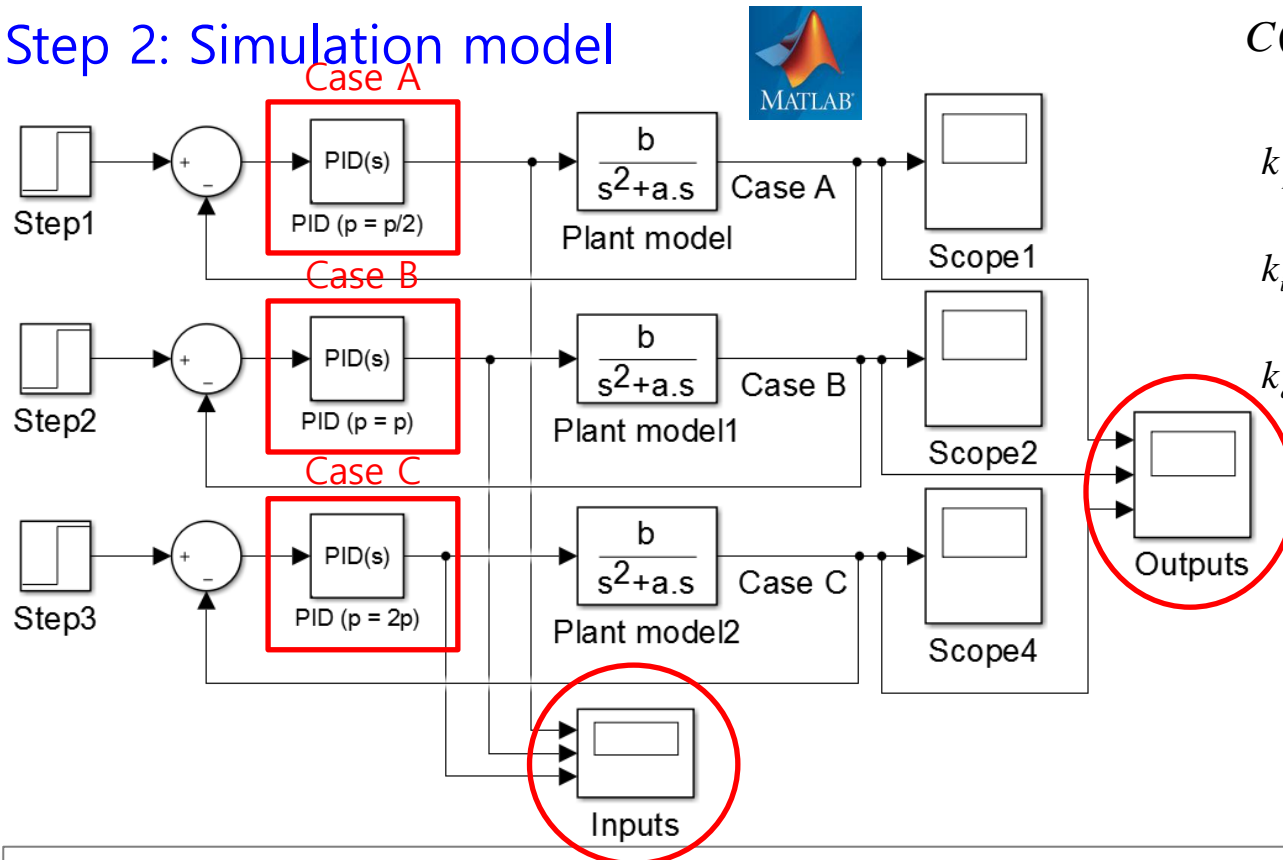 Step 2: Simulation model
MATLAB
C(
Case A
PID(s)
PID (p = p/2)
Step1
+
−
b
s2+a.s
Plant model
Case A
Scope1
k
Case B
PID(s)
PID (p = p)
Step2
+
−
b
s2+a.s
Plant model1
Case B
Scope2
k
k
Case C
PID(s)
PID (p = 2p)
Step3
+
−
b
s2+a.s
Plant model2
Case C
Scope4
Outputs
Inputs